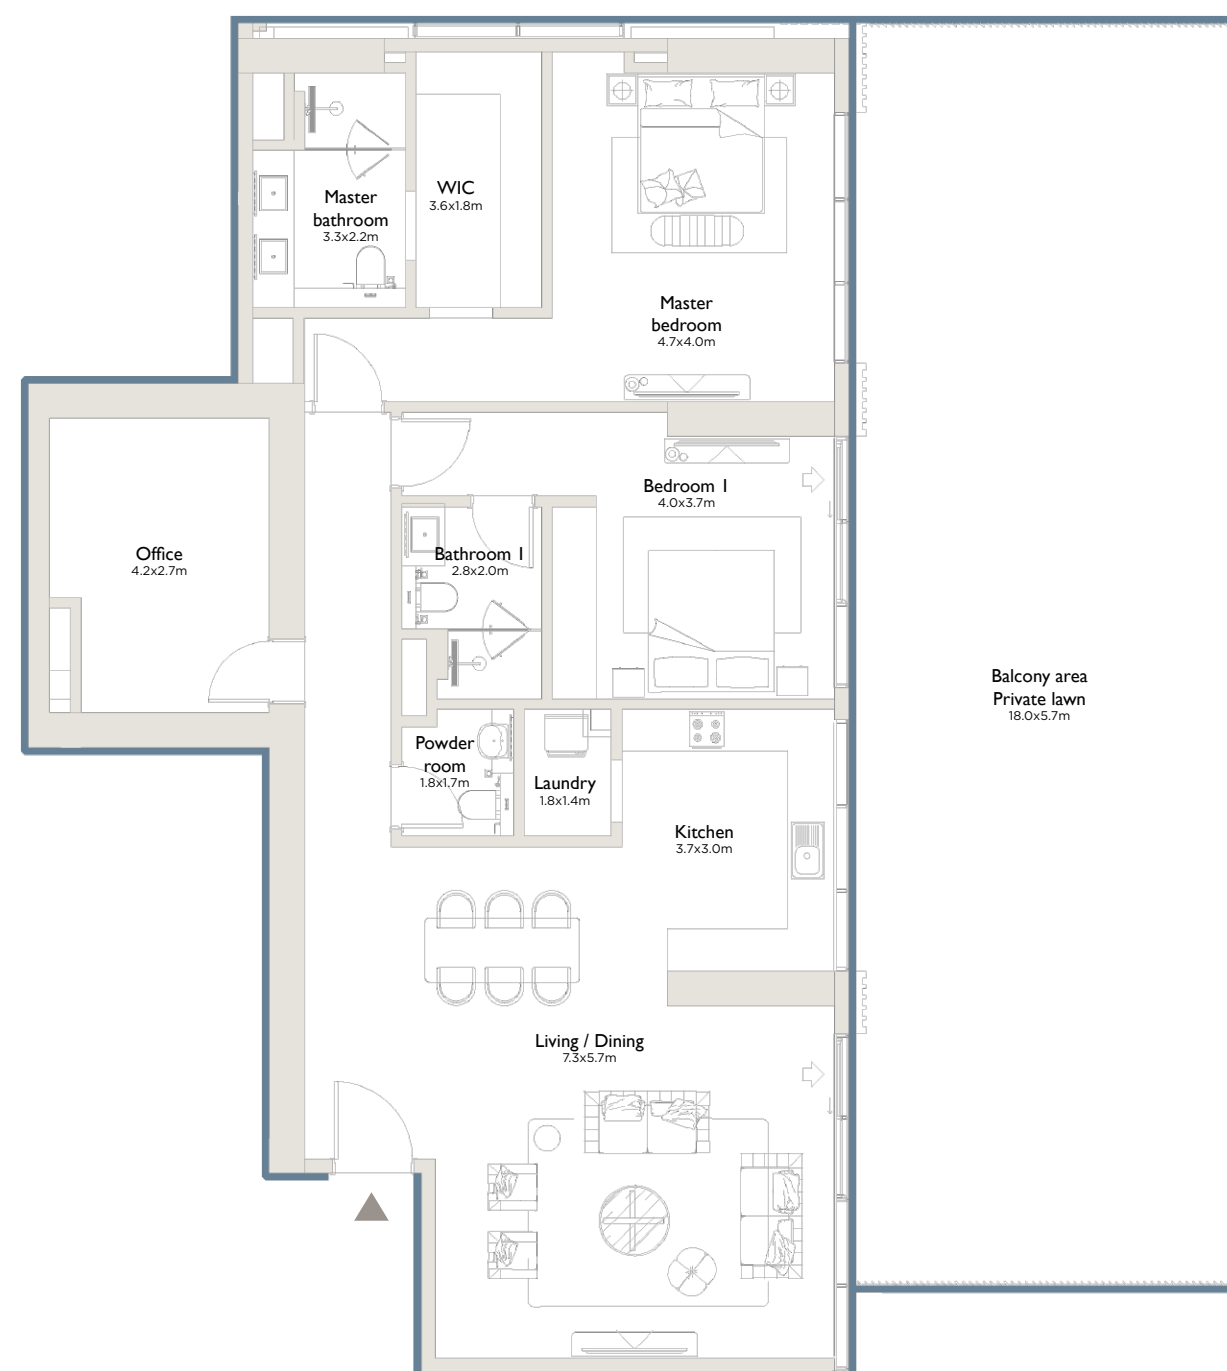 WIC
3.6x1.8m
Master
bathroom
3.3x2.2m
Master
bedroom
4.7x4.0m
Bedroom 1
4.0x3.7m
Office
4.2x2.7m
Bathroom 1
2.8x2.0m
Balcony area
Private lawn
18.0x5.7m
Powder
room
1.8x1.7m
Laundry
1.8x1.4m
Kitchen
3.7x3.0m
Living / Dining
7.3x5.7m